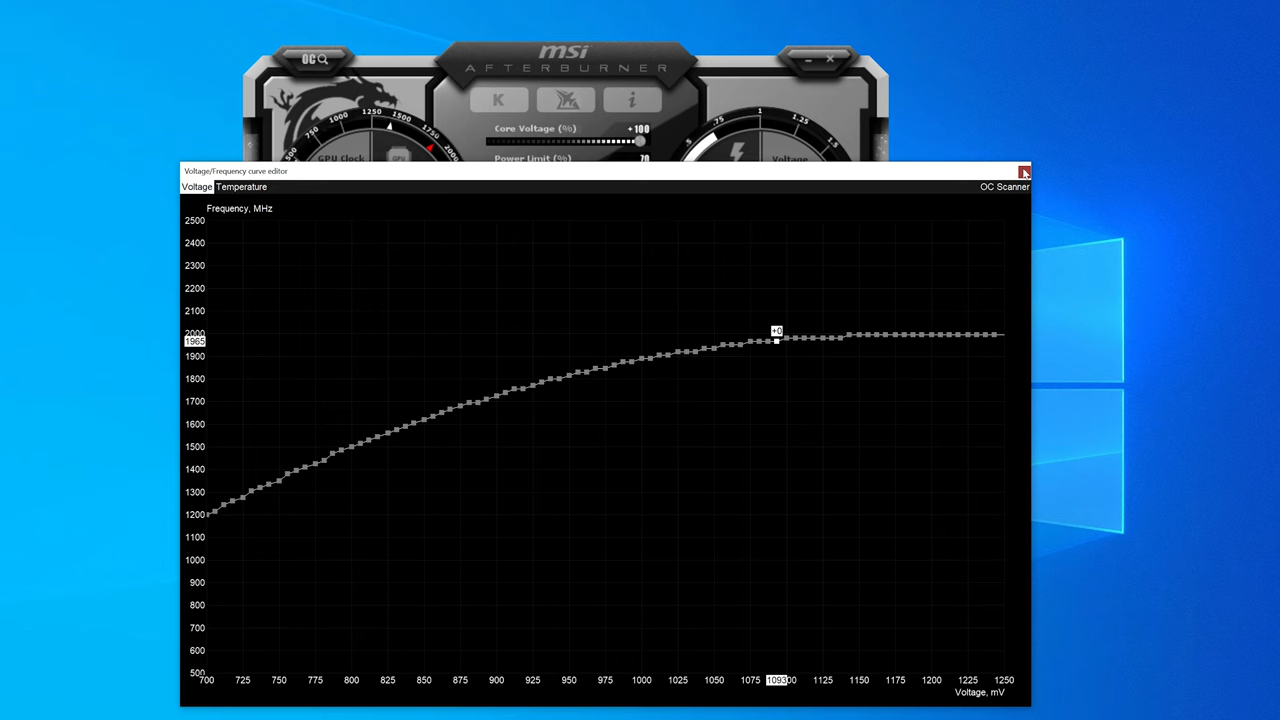 OC
msi
AFTERBURNER
K
i
Core Voltage (%)
+100
Power Limit (%)
70
500
750
1000
1250
1500
1750
2000
GPU Clock
GPU
.5
.75
1
1.25
1.5
Voltage
Voltage/Frequency curve editor
Voltage Temperature
OC Scanner
Frequency, MHz
2500
2400
2300
2200
2100
2000
1965
1900
1800
1700
1600
1500
1400
1300
1200
1100
1000
900
800
700
600
500
+0
700 725 750 775 800 825 850 875 900 925 950 975 1000 1025 1050 1075 1093 00 1125 1150 1175 1200 1225 1250
Voltage, mV